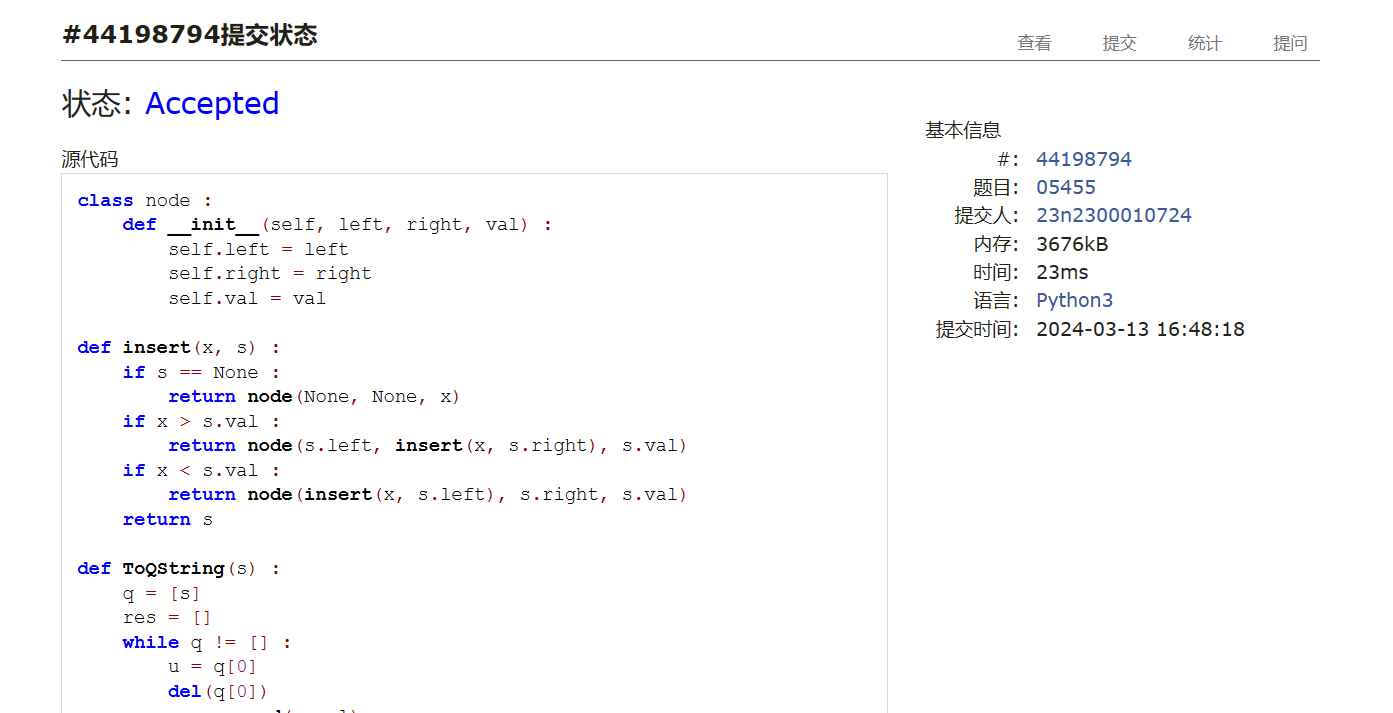 #44198794提交状态
查看 提交 统计 提问
状态: Accepted
源代码
class node :
    def __init__(self, left, right, val) :
        self.left = left
        self.right = right
        self.val = val
def insert(x, s) :
    if s == None :
        return node(None, None, x)
    if x > s.val :
        return node(s.left, insert(x, s.right), s.val)
    if x < s.val :
        return node(insert(x, s.left), s.right, s.val)
    return s
def ToQString(s) :
    q = [s]
    res = []
    while q != [] :
        u = q[0]
        del(q[0])
基本信息
#: 44198794
题目: 05455
提交人: 23n2300010724
内存: 3676kB
时间: 23ms
语言: Python3
提交时间: 2024-03-13 16:48:18